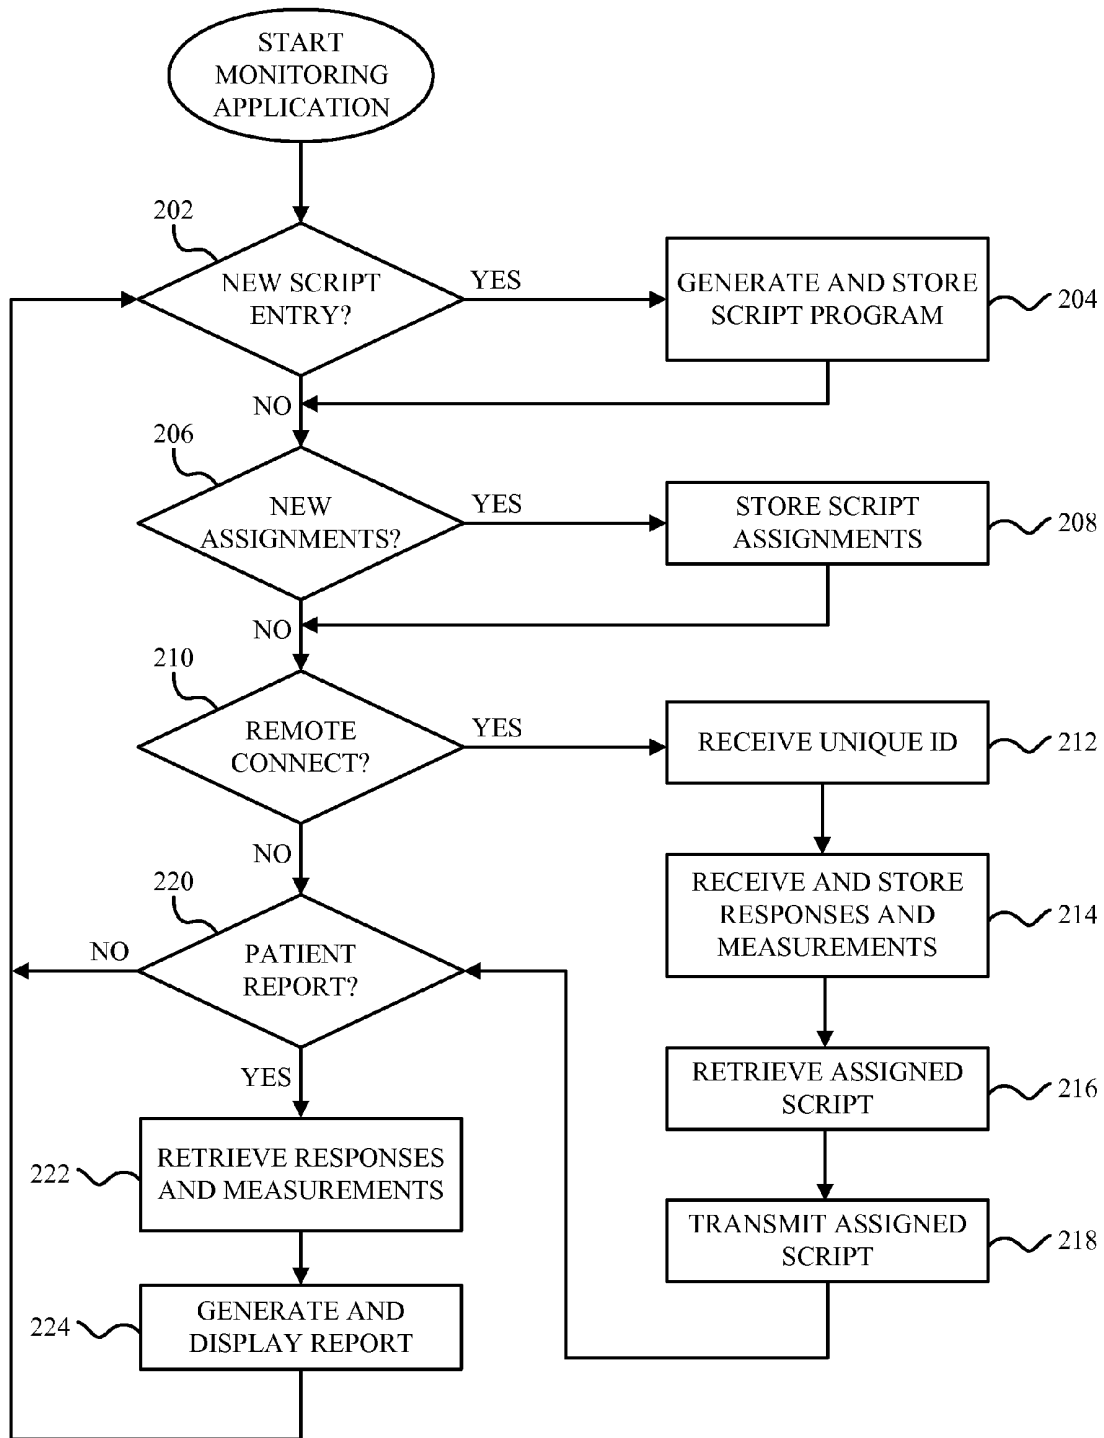 START
MONITORING
APPLICATION
202
NEW SCRIPT
ENTRY?
YES
GENERATE AND STORE
SCRIPT PROGRAM
204
NO
206
NEW
ASSIGNMENTS?
YES
STORE SCRIPT
ASSIGNMENTS
208
NO
210
REMOTE
CONNECT?
YES
RECEIVE UNIQUE ID
212
NO
RECEIVE AND STORE
RESPONSES AND
MEASUREMENTS
214
220
PATIENT
REPORT?
NO
YES
RETRIEVE ASSIGNED
SCRIPT
216
222
RETRIEVE RESPONSES
AND MEASUREMENTS
TRANSMIT ASSIGNED
SCRIPT
218
224
GENERATE AND
DISPLAY REPORT